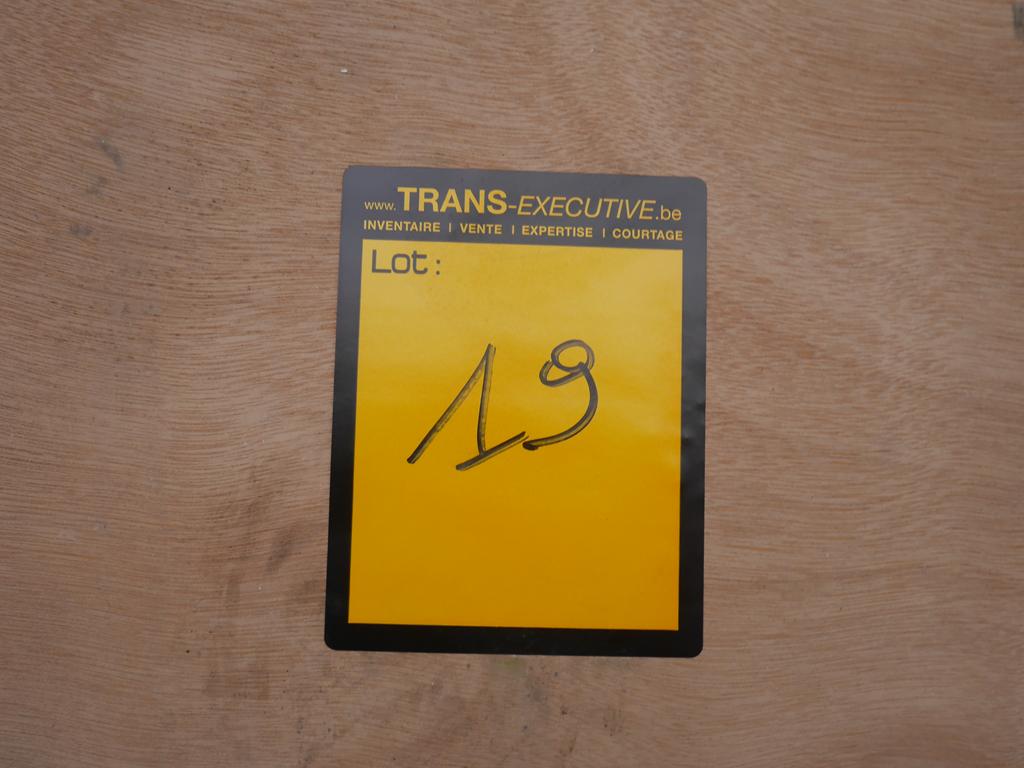 www.TRANS-EXECUTIVE.be
INVENTAIRE | VENTE | EXPERTISE | COURTAGE
Lot:
19